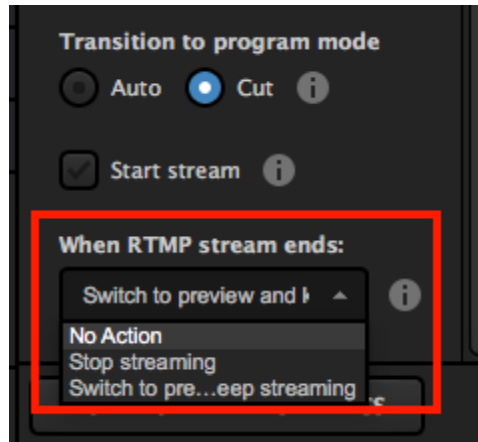 Transition to program mode
Auto Cut i
Start stream i
When RTMP stream ends:
Switch to preview and i
No Action
Stop streaming
Switch to pre...eep streaming